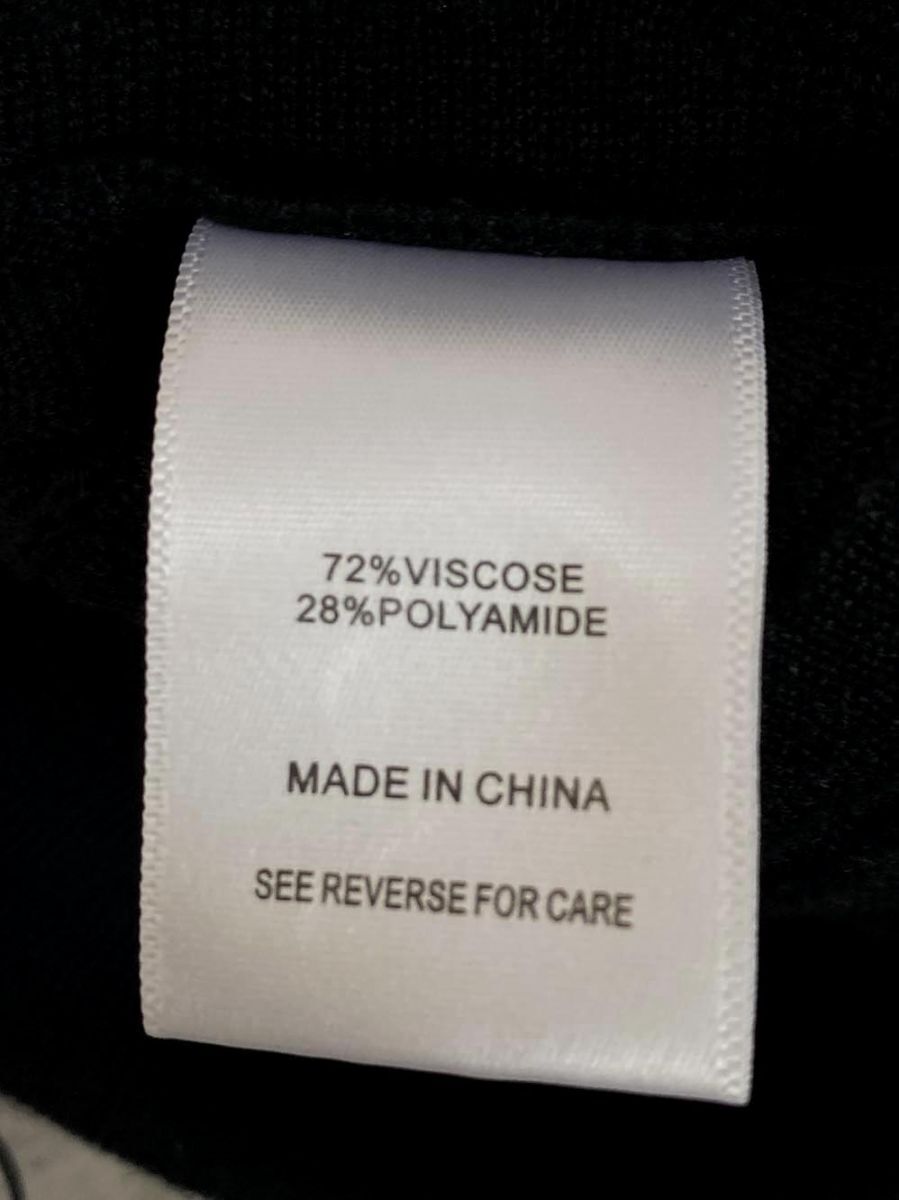 72%VISCOSE
28%POLYAMIDE
MADE IN CHINA
SEE REVERSE FOR CARE